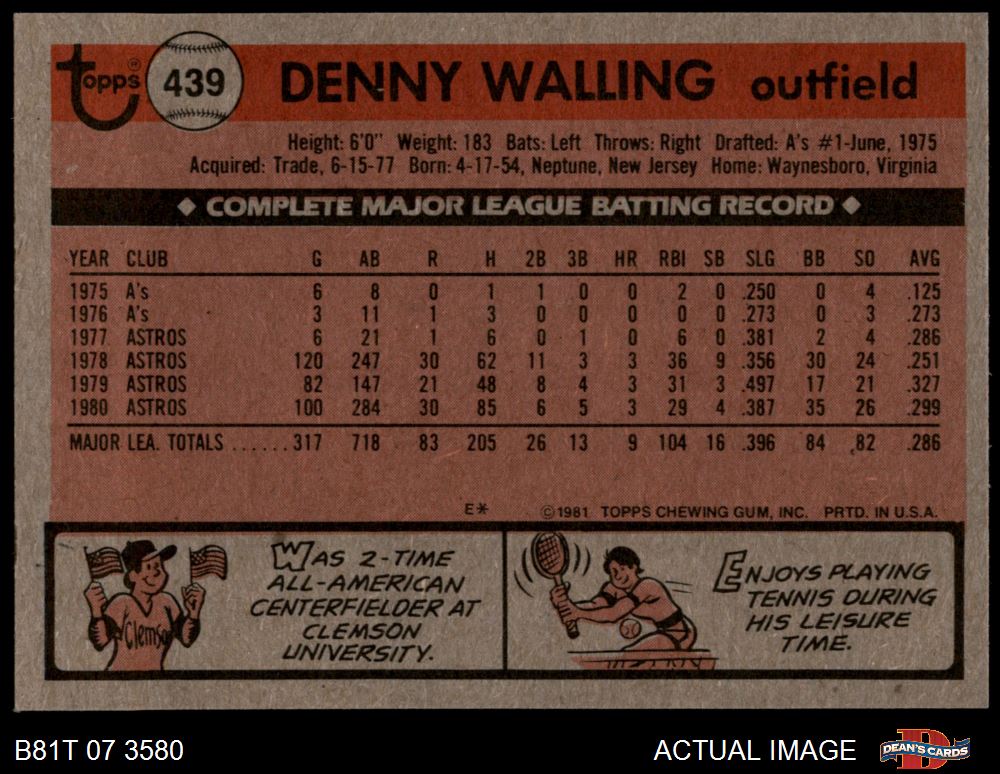 Topps® 439 DENNY WALLING outfield
Height: 6'0" Weight: 183 Bats: Left Throws: Right Drafted: A's #1-June, 1975
Acquired: Trade, 6-15-77 Born: 4-17-54, Neptune, New Jersey Home: Waynesboro, Virginia
◆ COMPLETE MAJOR LEAGUE BATTING RECORD ◆
YEAR CLUB G AB R H 2B 3B HR RBI SB SLG BB SO AVG
1975 A's 6 8 0 1 1 0 0 2 0 .250 0 4 .125
1976 A's 3 11 1 3 0 0 0 0 0 .273 0 3 .273
1977 ASTROS 6 21 1 6 0 1 0 6 0 .381 2 4 .286
1978 ASTROS 120 247 30 62 11 3 3 36 9 .356 30 24 .251
1979 ASTROS 82 147 21 48 8 4 3 31 3 .497 17 21 .327
1980 ASTROS 100 284 30 85 6 5 3 29 4 .387 35 26 .299
MAJOR LEA. TOTALS ......317 718 83 205 26 13 9 104 16 .396 84 82 .286
E* ©1981 TOPPS CHEWING GUM, INC. PRTD. IN U.S.A.
WAS 2-TIME
ALL-AMERICAN
CENTERFIELDER AT
CLEMSON
UNIVERSITY.
Clemson
ENJOYS PLAYING
TENNIS DURING
HIS LEISURE
TIME.
B81T 07 3580 ACTUAL IMAGE DEAN'S CARDS